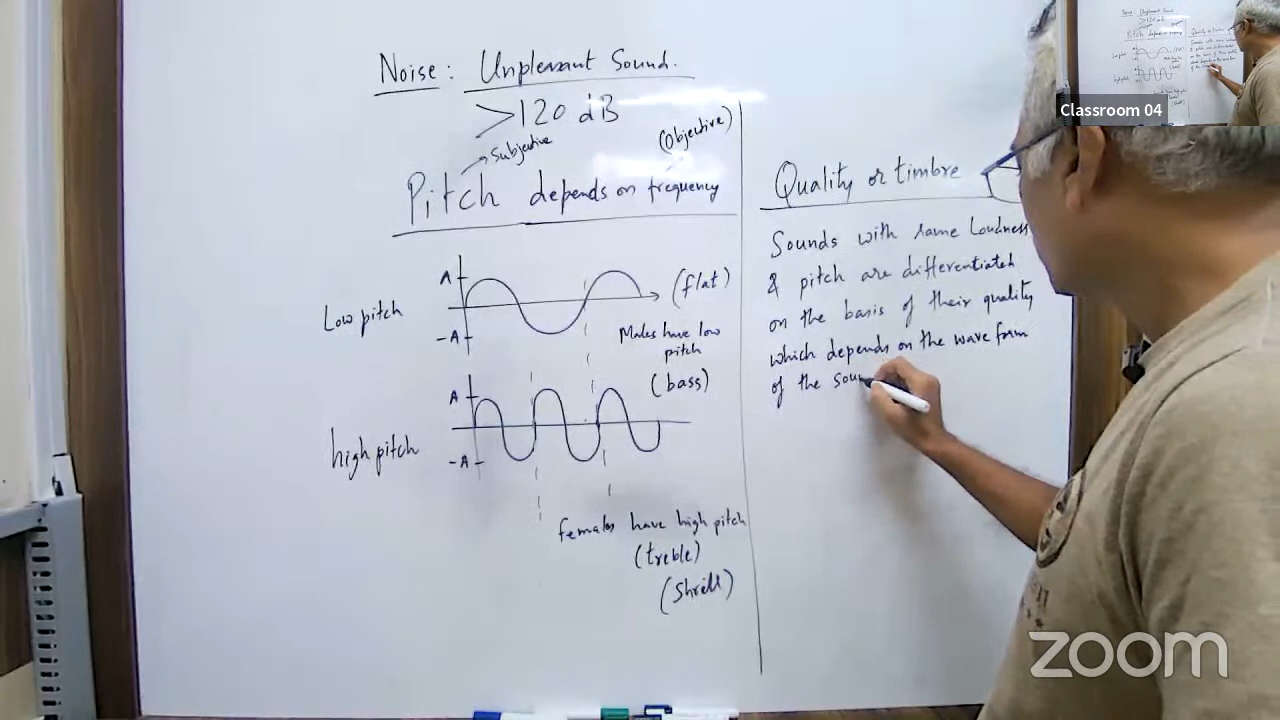 Noise: Unpleasant Sound.
>120 dB
Subjective
(Objective)
Pitch depends on frequency
A
-A
(flat)
Low pitch
Males have low
pitch
(bass)
A
-A
high pitch
females have high pitch
(treble)
(Shrill)
Quality or timbre
Sounds with same Loudness
& pitch are differentiated
on the basis of their quality
which depends on the wave form
of the soun
Classroom 04
zoom